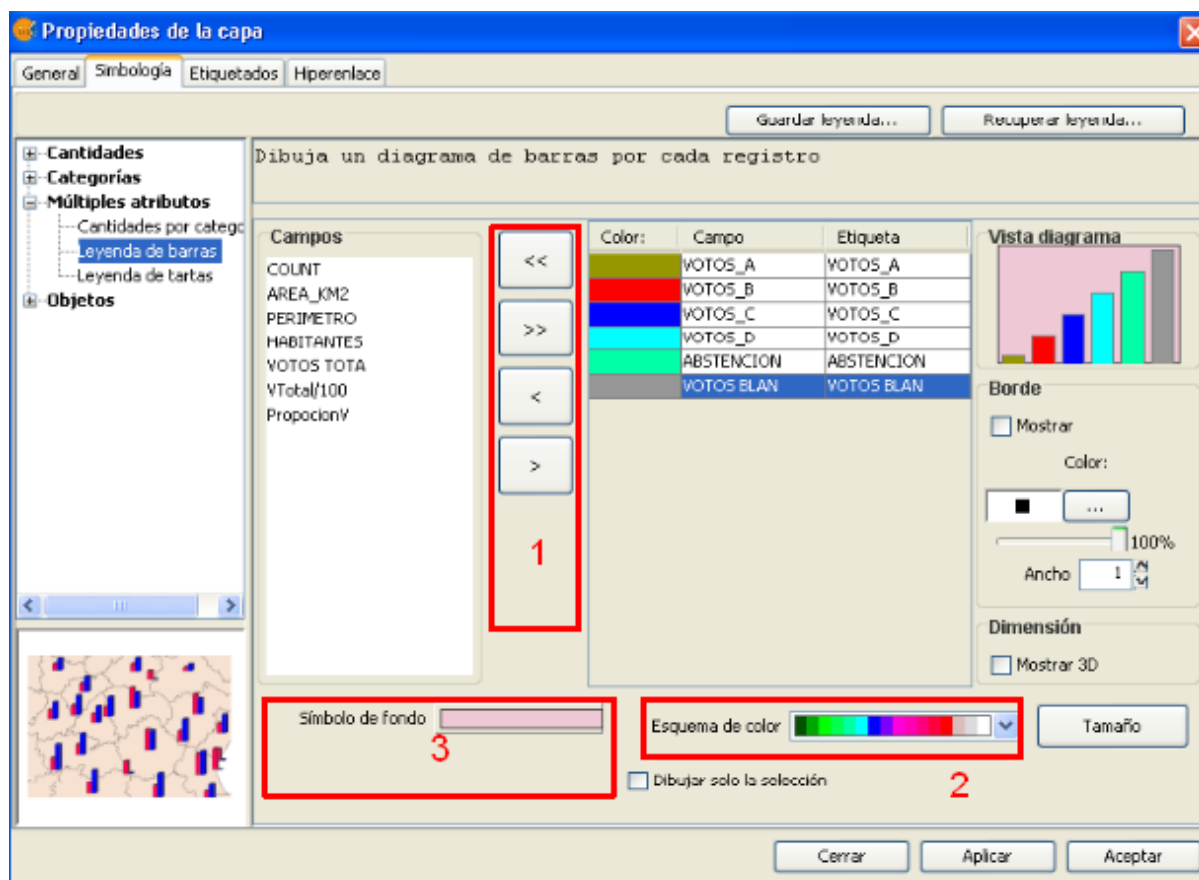 Propiedades de la capa
General Simbología Etiquetados Hiperenlace
Guardar leyenda... Recuperar leyenda...
Cantidades
Categorías
Múltiples atributos
Cantidades por catego
Leyenda de barras
Leyenda de tartas
Objetos
Dibuja un diagrama de barras por cada registro
Campos
COUNT
AREA_KM2
PERIMETRO
HABITANTES
VOTOS TOTA
VTotal/100
PropocionV
<<
>>
<
>
1
Color: Campo Etiqueta
VOTOS_A VOTOS_A
VOTOS_B VOTOS_B
VOTOS_C VOTOS_C
VOTOS_D VOTOS_D
ABSTENCION ABSTENCION
VOTOS BLAN VOTOS BLAN
Vista diagrama
Borde
Mostrar
Color:
...
100%
Ancho 1
Dimensión
Mostrar 3D
Símbolo de fondo
3
Esquema de color
Tamaño
Dibujar solo la selección
2
Cerrar Aplicar Aceptar